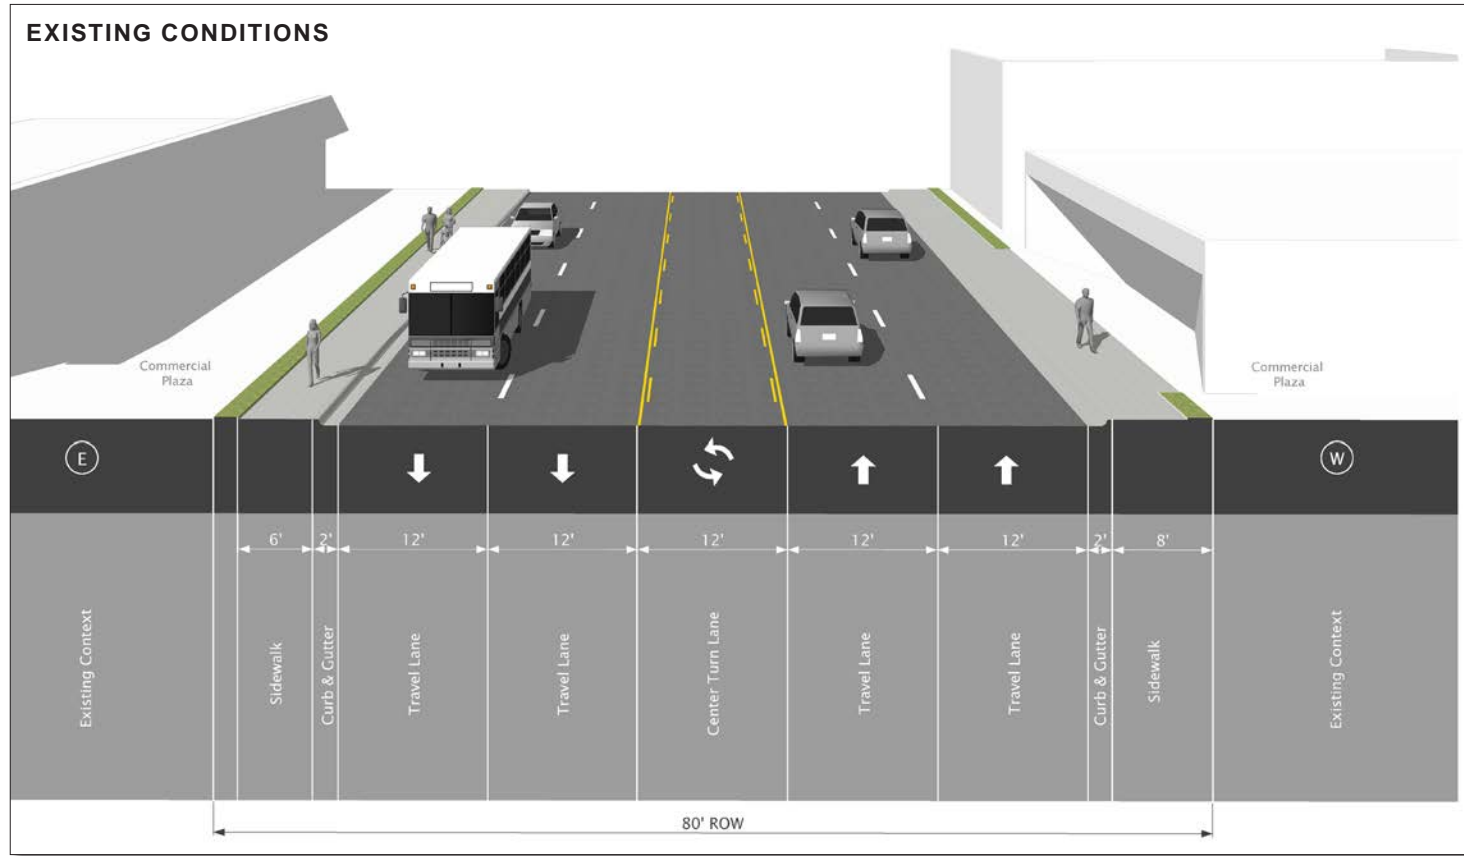 EXISTING CONDITIONS
Commercial
Plaza
Commercial
Plaza
E
W
6'
2'
12'
12'
12'
12'
12'
2'
8'
Existing Context
Sidewalk
Curb & Gutter
Travel Lane
Travel Lane
Center Turn Lane
Travel Lane
Travel Lane
Curb & Gutter
Sidewalk
Existing Context
80' ROW